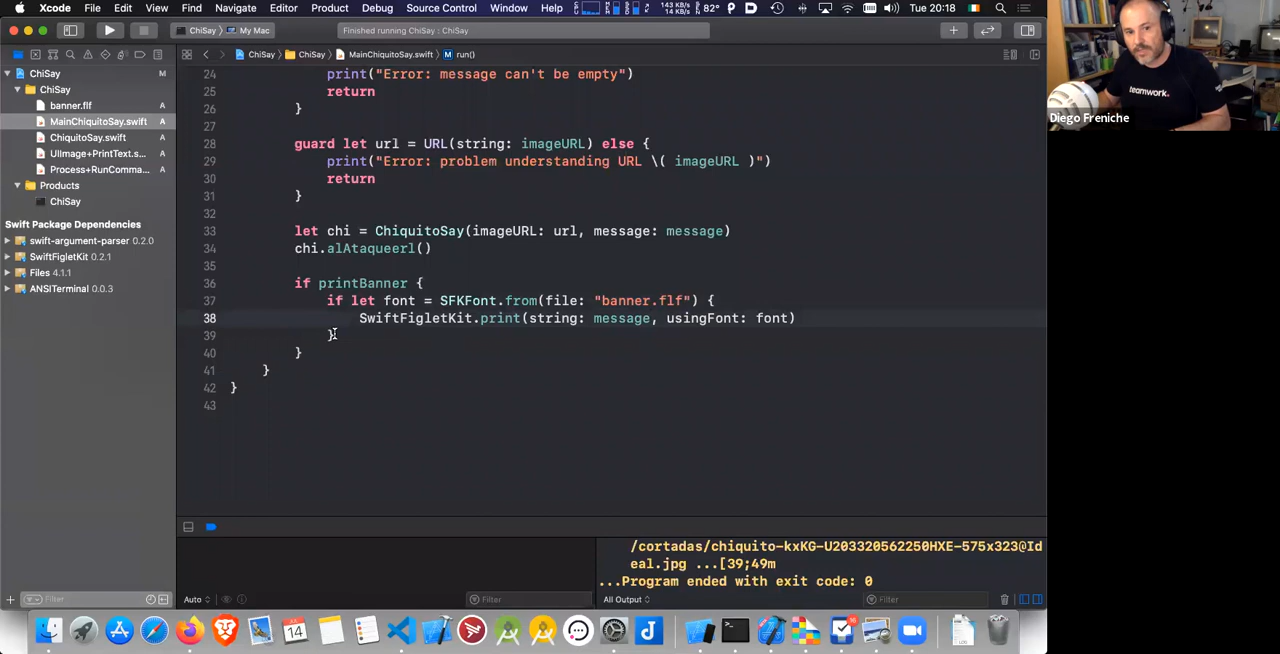 Xcode File Edit View Find Navigate Editor Product Debug Source Control Window Help 143 KB/s 14 KB/s 82° Tue 20:18
ChiSay My Mac Finished running ChiSay : ChiSay
ChiSay ChiSay MainChiquitoSay.swift M run()
ChiSay M
ChiSay
banner.flf A
MainChiquitoSay.swift A
ChiquitoSay.swift A
UIImage+PrintText.s... A
Process+RunComma... A
Products
ChiSay
Swift Package Dependencies
swift-argument-parser 0.2.0
SwiftFigletKit 0.2.1
Files 4.1.1
ANSITerminal 0.0.3
Filter
24 print("Error: message can't be empty")
25 return
26 }
27
28 guard let url = URL(string: imageURL) else {
29 print("Error: problem understanding URL \( imageURL )")
30 return
31 }
32
33 let chi = ChiquitoSay(imageURL: url, message: message)
34 chi.alAtaqueerl()
35
36 if printBanner {
37 if let font = SFKFont.from(file: "banner.flf") {
38 SwiftFigletKit.print(string: message, usingFont: font)
39 }
40 }
41 }
42 }
43
/cortadas/chiquito-kxKG-U203320562250HXE-575x323@Id
eal.jpg ...[39;49m
...Program ended with exit code: 0
Auto Filter All Output Filter
teamwork.
Diego Freniche
14